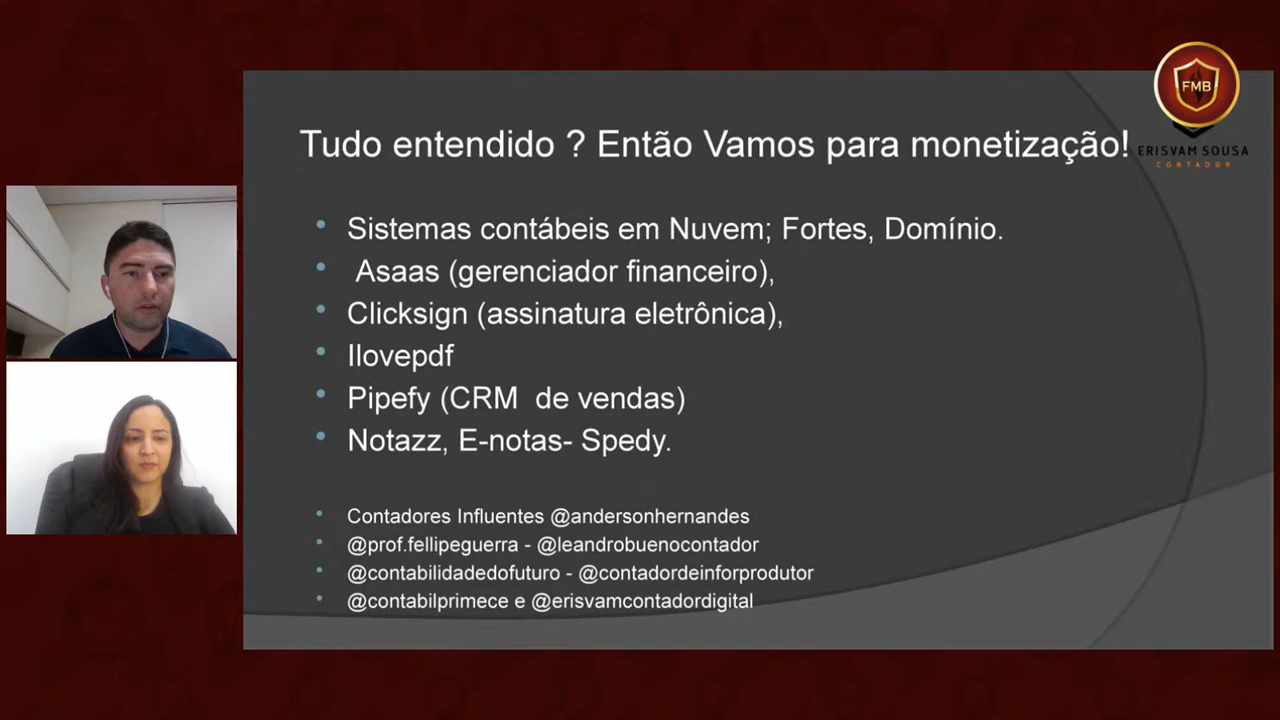 FMB
ERISVAM SOUSA
CONTADOR
Tudo entendido ? Então Vamos para monetização!
Sistemas contábeis em Nuvem; Fortes, Domínio.
Asaas (gerenciador financeiro),
Clicksign (assinatura eletrônica),
Ilovepdf
Pipefy (CRM de vendas)
Notazz, E-notas- Spedy.
Contadores Influentes @andersonhernandes
@prof.fellipeguerra - @leandrobuenocontador
@contabilidadedofuturo - @contadordeinforprodutor
@contabilprimece e @erisvamcontadordigital